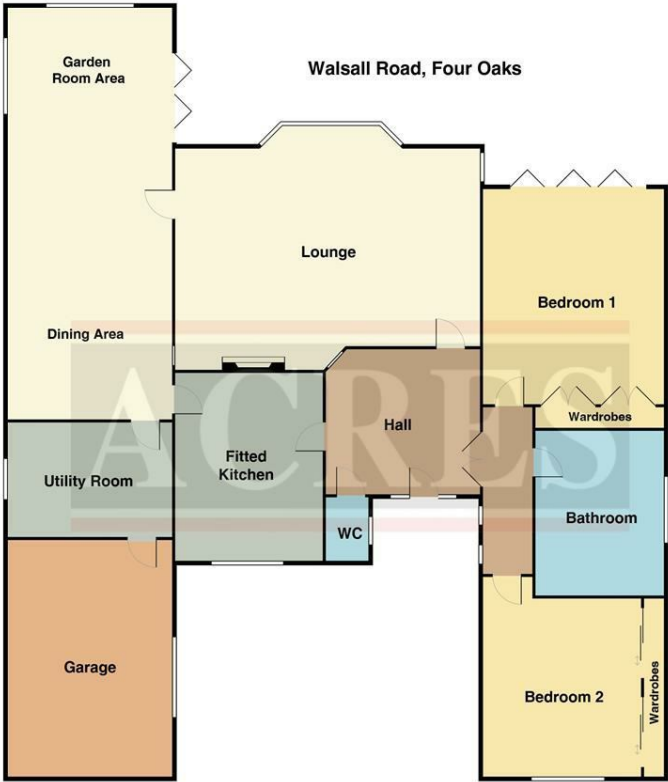 Walsall Road, Four Oaks
Garden
Room Area
Lounge
Bedroom 1
Dining Area
ACRES
Wardrobes
Hall
Fitted
Kitchen
Utility Room
Bathroom
WC
Garage
Bedroom 2
Wardrobes